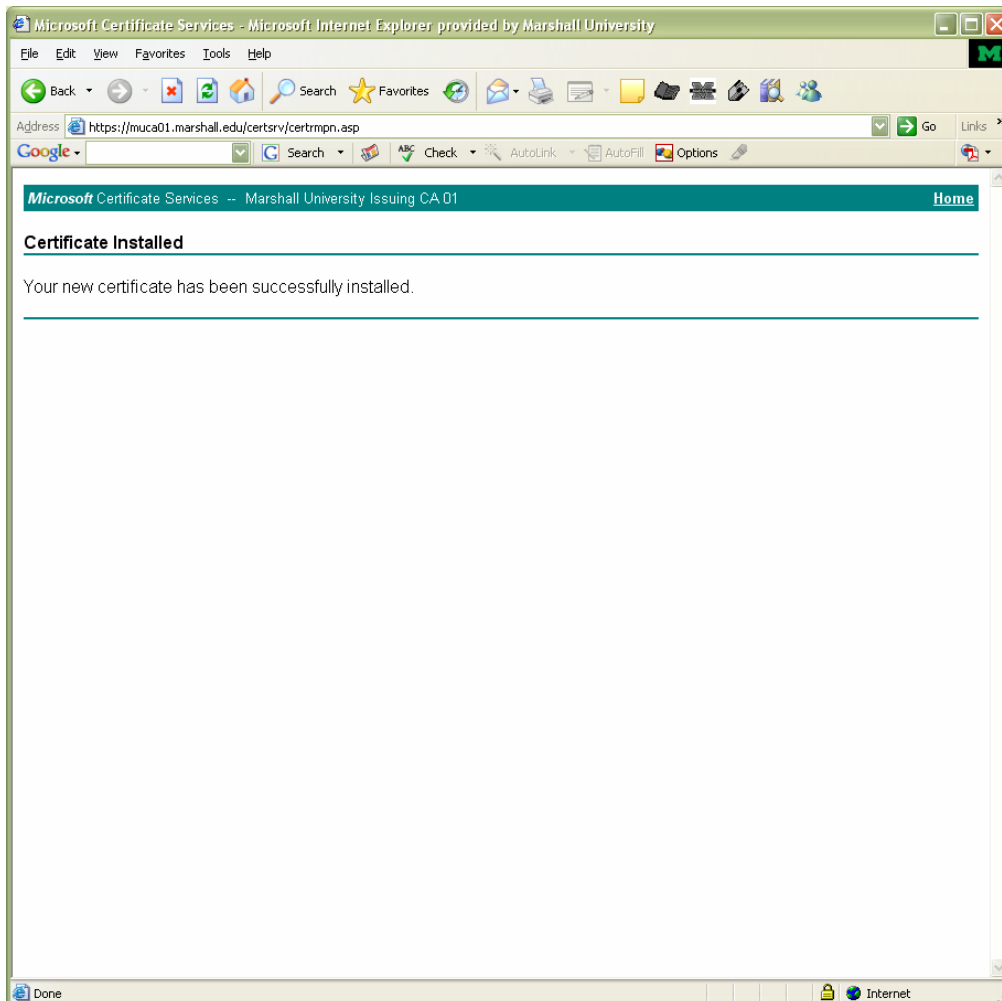 Microsoft Certificate Services - Microsoft Internet Explorer provided by Marshall University
File Edit View Favorites Tools Help
M
Back Search Favorites
Address https://muca01.marshall.edu/certsrv/certrmpn.asp Go Links
Google Search ABC Check AutoLink AutoFill Options
Microsoft Certificate Services -- Marshall University Issuing CA 01 Home
Certificate Installed
Your new certificate has been successfully installed.
Done Internet